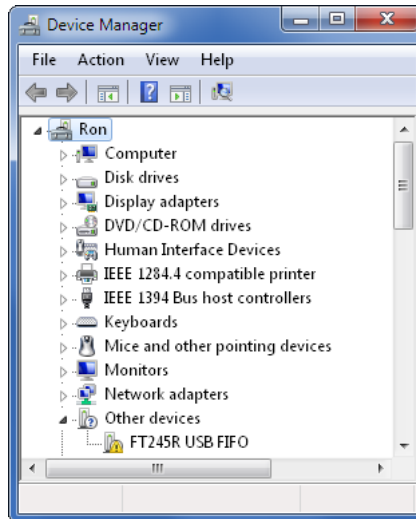 Device Manager
File Action View Help
Ron
Computer
Disk drives
Display adapters
DVD/CD-ROM drives
Human Interface Devices
IEEE 1284.4 compatible printer
IEEE 1394 Bus host controllers
Keyboards
Mice and other pointing devices
Monitors
Network adapters
Other devices
FT245R USB FIFO